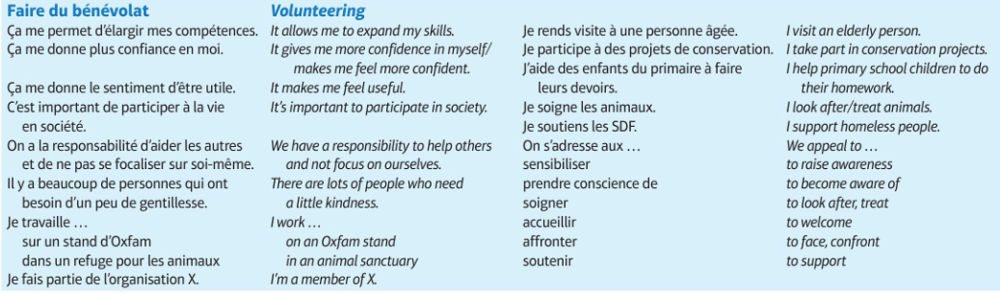 Faire du bénévolat
Volunteering
Ça me permet d'élargir mes compétences.
It allows me to expand my skills.
Ça me donne plus confiance en moi.
It gives me more confidence in myself/
makes me feel more confident.
Ça me donne le sentiment d'être utile.
It makes me feel useful.
C'est important de participer à la vie
en société.
It's important to participate in society.
On a la responsabilité d'aider les autres
et de ne pas se focaliser sur soi-même.
We have a responsibility to help others
and not focus on ourselves.
Il y a beaucoup de personnes qui ont
besoin d'un peu de gentillesse.
There are lots of people who need
a little kindness.
Je travaille …
I work …
sur un stand d'Oxfam
on an Oxfam stand
dans un refuge pour les animaux
in an animal sanctuary
Je fais partie de l'organisation X.
I'm a member of X.
Je rends visite à une personne âgée.
I visit an elderly person.
Je participe à des projets de conservation.
I take part in conservation projects.
J'aide des enfants du primaire à faire
leurs devoirs.
I help primary school children to do
their homework.
Je soigne les animaux.
I look after/treat animals.
Je soutiens les SDF.
I support homeless people.
On s'adresse aux …
We appeal to …
sensibiliser
to raise awareness
prendre conscience de
to become aware of
soigner
to look after, treat
accueillir
to welcome
affronter
to face, confront
soutenir
to support